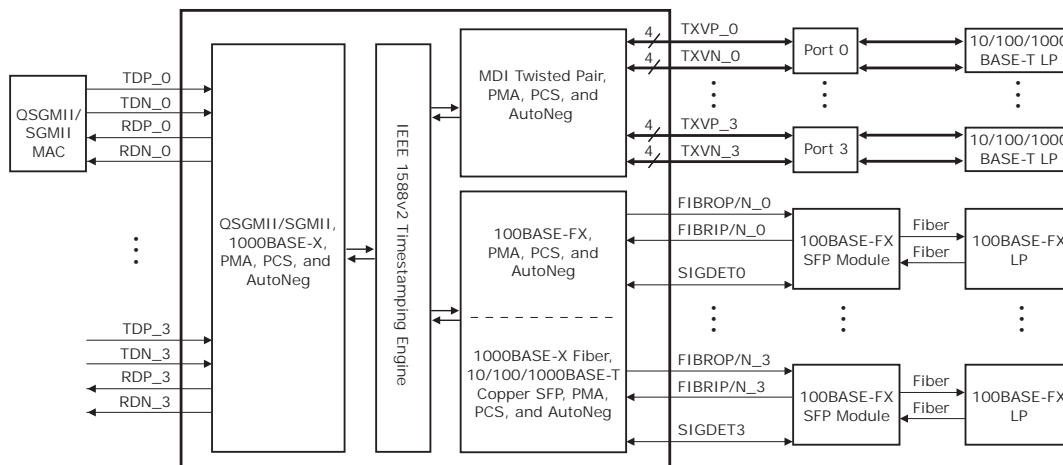 QSGMII/
SGMII
MAC
TDP_0
TDN_0
RDP_0
RDN_0
TDP_3
TDN_3
RDP_3
RDN_3
QSGMII/SGMII,
1000BASE-X,
PMA, PCS, and
AutoNeg
IEEE 1588v2 Timestamping Engine
MDI Twisted Pair,
PMA, PCS, and
AutoNeg
100BASE-FX,
PMA, PCS, and
AutoNeg
1000BASE-X Fiber,
10/100/1000BASE-T
Copper SFP, PMA,
PCS, and AutoNeg
4 TXVP_0
4 TXVN_0
4 TXVP_3
4 TXVN_3
Port 0
Port 3
10/100/1000
BASE-T LP
10/100/1000
BASE-T LP
FIBROP/N_0
FIBRIP/N_0
SIGDET0
100BASE-FX
SFP Module
Fiber
Fiber
100BASE-FX
LP
FIBROP/N_3
FIBRIP/N_3
SIGDET3
100BASE-FX
SFP Module
Fiber
Fiber
100BASE-FX
LP